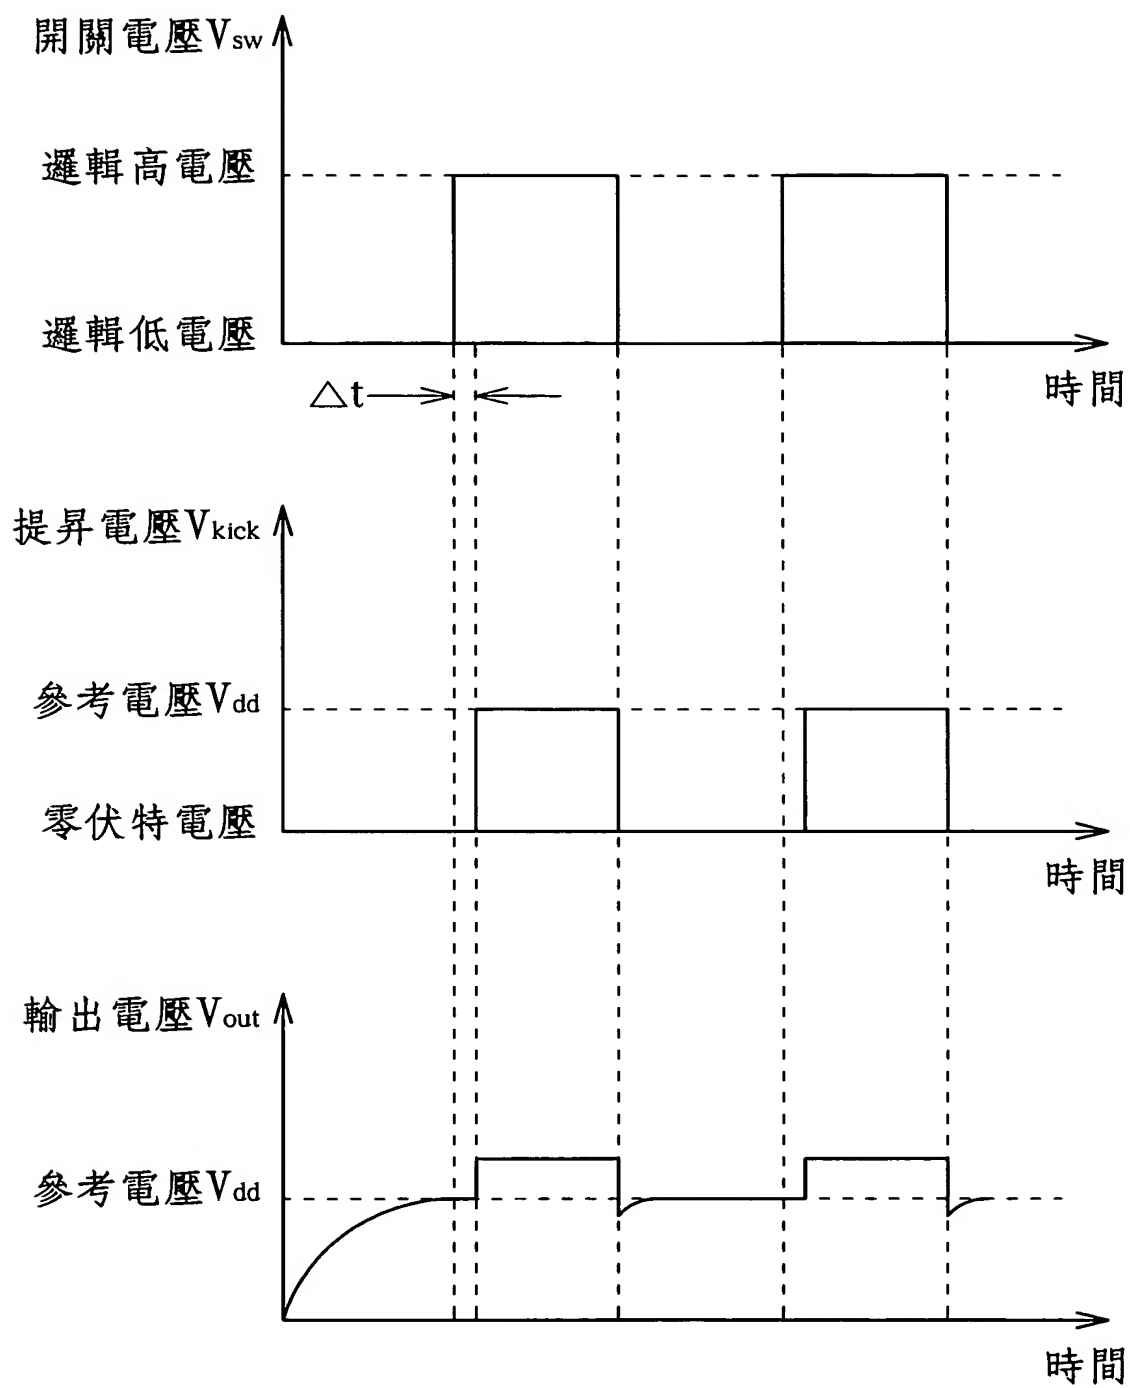 開關電壓Vsw
邏輯高電壓
邏輯低電壓
時間
△t
提昇電壓Vkick
參考電壓Vdd
零伏特電壓
時間
輸出電壓Vout
參考電壓Vdd
時間